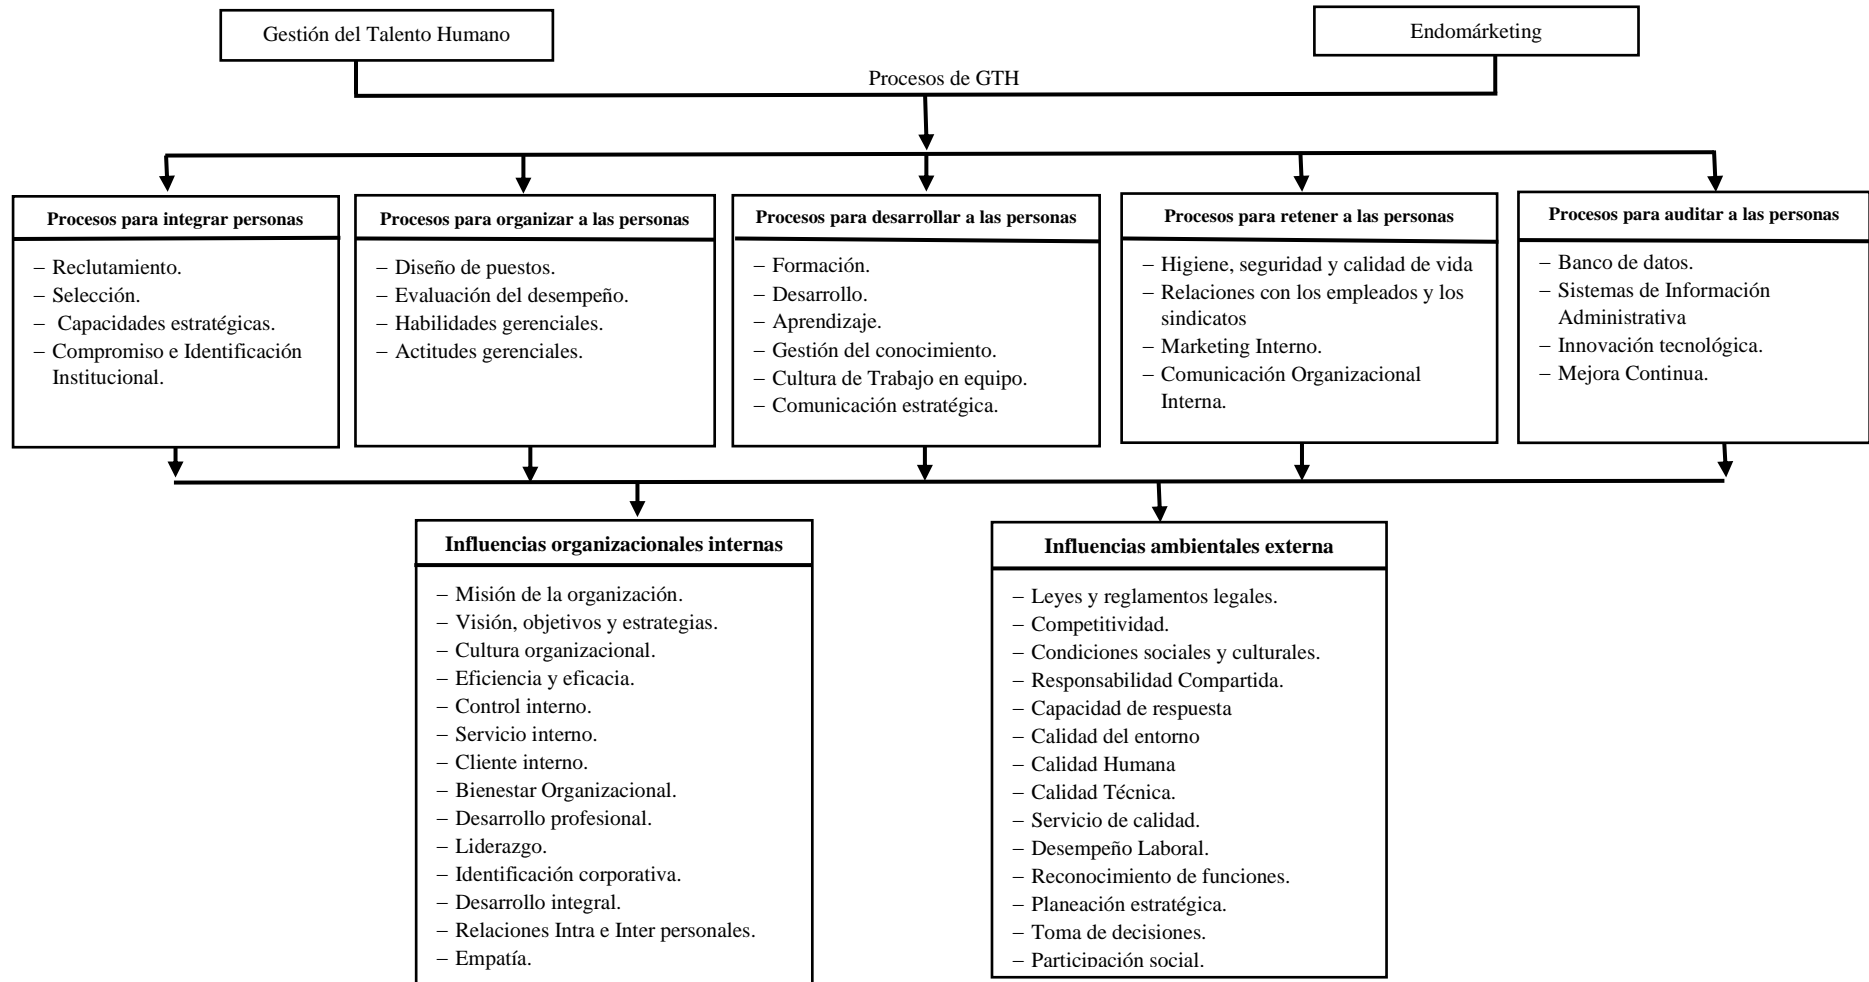 Gestión del Talento Humano
Endomárketing
Procesos de GTH
Procesos para integrar personas
– Reclutamiento.
– Selección.
– Capacidades estratégicas.
– Compromiso e Identificación
Institucional.
Procesos para organizar a las personas
– Diseño de puestos.
– Evaluación del desempeño.
– Habilidades gerenciales.
– Actitudes gerenciales.
Procesos para desarrollar a las personas
– Formación.
– Desarrollo.
– Aprendizaje.
– Gestión del conocimiento.
– Cultura de Trabajo en equipo.
– Comunicación estratégica.
Procesos para retener a las personas
– Higiene, seguridad y calidad de vida
– Relaciones con los empleados y los
sindicatos
– Marketing Interno.
– Comunicación Organizacional
Interna.
Procesos para auditar a las personas
– Banco de datos.
– Sistemas de Información
Administrativa
– Innovación tecnológica.
– Mejora Continua.
Influencias organizacionales internas
– Misión de la organización.
– Visión, objetivos y estrategias.
– Cultura organizacional.
– Eficiencia y eficacia.
– Control interno.
– Servicio interno.
– Cliente interno.
– Bienestar Organizacional.
– Desarrollo profesional.
– Liderazgo.
– Identificación corporativa.
– Desarrollo integral.
– Relaciones Intra e Inter personales.
– Empatía.
Influencias ambientales externa
– Leyes y reglamentos legales.
– Competitividad.
– Condiciones sociales y culturales.
– Responsabilidad Compartida.
– Capacidad de respuesta
– Calidad del entorno
– Calidad Humana
– Calidad Técnica.
– Servicio de calidad.
– Desempeño Laboral.
– Reconocimiento de funciones.
– Planeación estratégica.
– Toma de decisiones.
– Participación social.